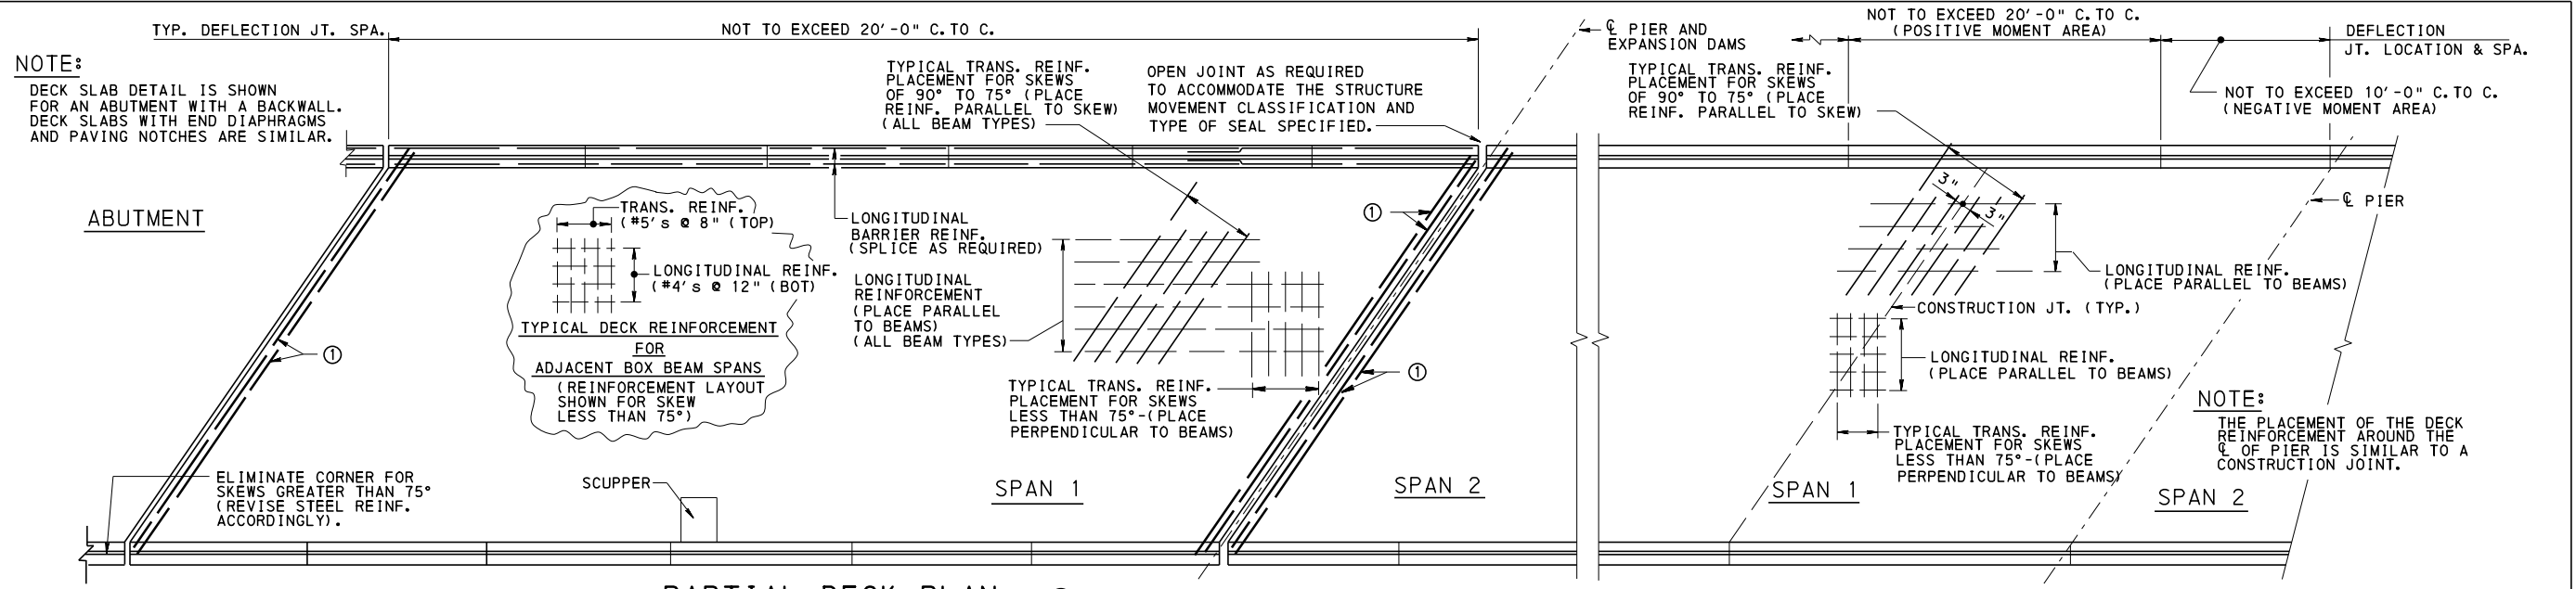 TYP. DEFLECTION JT. SPA.
NOT TO EXCEED 20'-0" C. TO C.
NOTE:
DECK SLAB DETAIL IS SHOWN
FOR AN ABUTMENT WITH A BACKWALL.
DECK SLABS WITH END DIAPHRAGMS
AND PAVING NOTCHES ARE SIMILAR.
TYPICAL TRANS. REINF.
PLACEMENT FOR SKEWS
OF 90° TO 75° (PLACE
REINF. PARALLEL TO SKEW)
(ALL BEAM TYPES)
OPEN JOINT AS REQUIRED
TO ACCOMMODATE THE STRUCTURE
MOVEMENT CLASSIFICATION AND
TYPE OF SEAL SPECIFIED.
℄ PIER AND
EXPANSION DAMS
NOT TO EXCEED 20'-0" C. TO C.
(POSITIVE MOMENT AREA)
DEFLECTION
JT. LOCATION & SPA.
TYPICAL TRANS. REINF.
PLACEMENT FOR SKEWS
OF 90° TO 75° (PLACE
REINF. PARALLEL TO SKEW)
NOT TO EXCEED 10'-0" C. TO C.
(NEGATIVE MOMENT AREA)
ABUTMENT
TRANS. REINF.
(#5's @ 8" (TOP)
LONGITUDINAL REINF.
(#4's @ 12" (BOT)
TYPICAL DECK REINFORCEMENT
FOR
ADJACENT BOX BEAM SPANS
(REINFORCEMENT LAYOUT
SHOWN FOR SKEW
LESS THAN 75°)
LONGITUDINAL
BARRIER REINF.
(SPLICE AS REQUIRED)
LONGITUDINAL
REINFORCEMENT
(PLACE PARALLEL
TO BEAMS)
(ALL BEAM TYPES)
①
①
①
3"
3"
℄ PIER
LONGITUDINAL REINF.
(PLACE PARALLEL TO BEAMS)
CONSTRUCTION JT. (TYP.)
LONGITUDINAL REINF.
(PLACE PARALLEL TO BEAMS)
TYPICAL TRANS. REINF.
PLACEMENT FOR SKEWS
LESS THAN 75°-(PLACE
PERPENDICULAR TO BEAMS)
TYPICAL TRANS. REINF.
PLACEMENT FOR SKEWS
LESS THAN 75°-(PLACE
PERPENDICULAR TO BEAMS)
NOTE:
THE PLACEMENT OF THE DECK
REINFORCEMENT AROUND THE
℄ OF PIER IS SIMILAR TO A
CONSTRUCTION JOINT.
ELIMINATE CORNER FOR
SKEWS GREATER THAN 75°
(REVISE STEEL REINF.
ACCORDINGLY).
SCUPPER
SPAN 1
SPAN 2
SPAN 1
SPAN 2
PARTIAL DECK PLAN